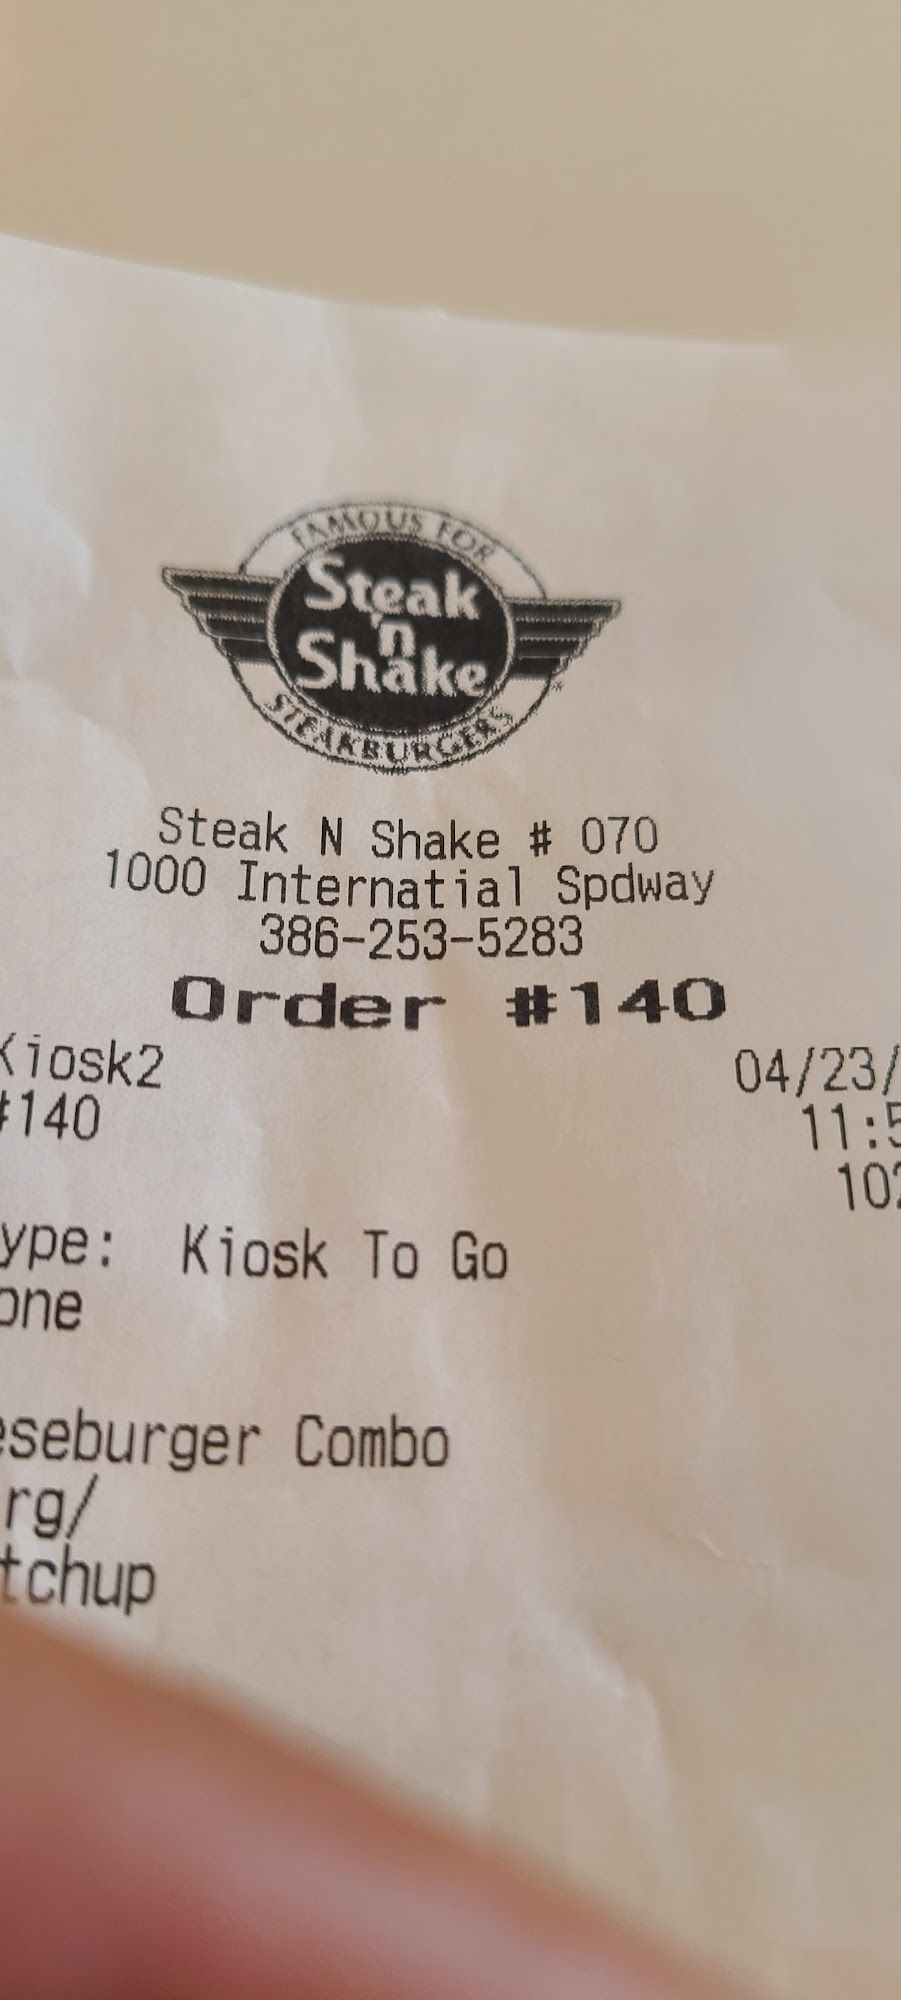 FAMOUS FOR
Steak
'n
Shake
STEAKBURGERS
Steak N Shake # 070
1000 Internatial Spdway
386-253-5283
Order #140
Kiosk2 04/23/
#140 11:5
102
ype: Kiosk To Go
one
eseburger Combo
rg/
tchup